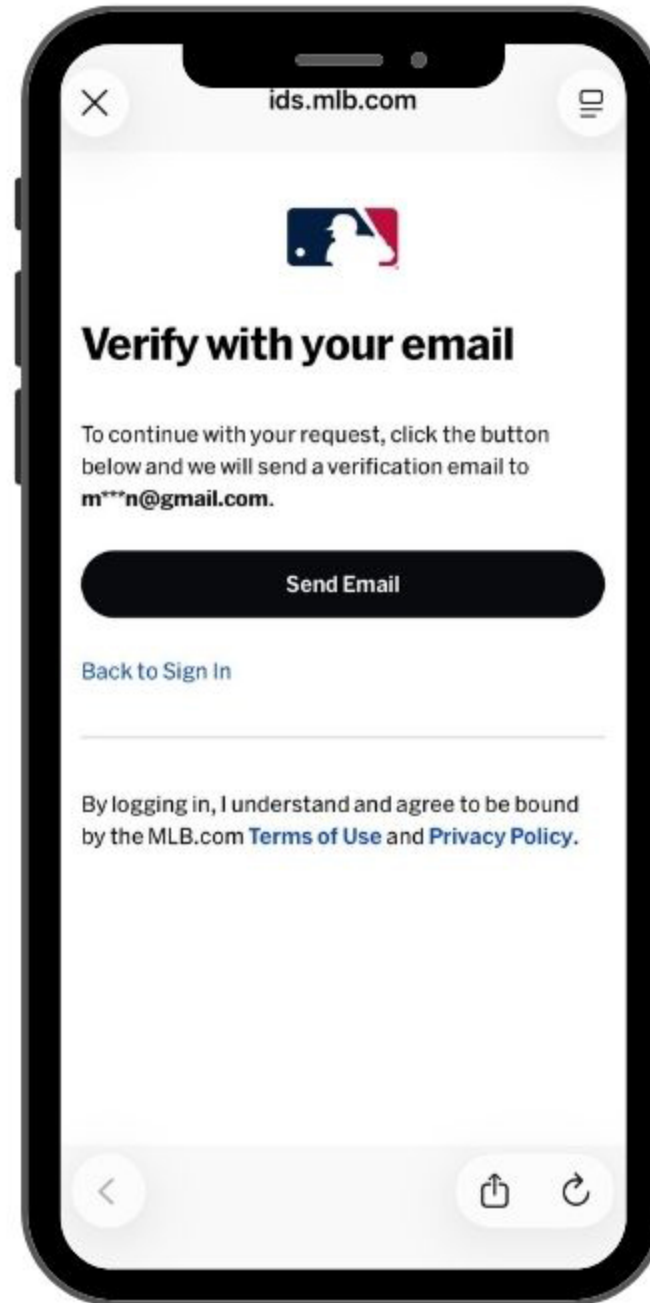 ids.mlb.com
Verify with your email
To continue with your request, click the button
below and we will send a verification email to
m***n@gmail.com.
Send Email
Back to Sign In
By logging in, I understand and agree to be bound
by the MLB.com Terms of Use and Privacy Policy.